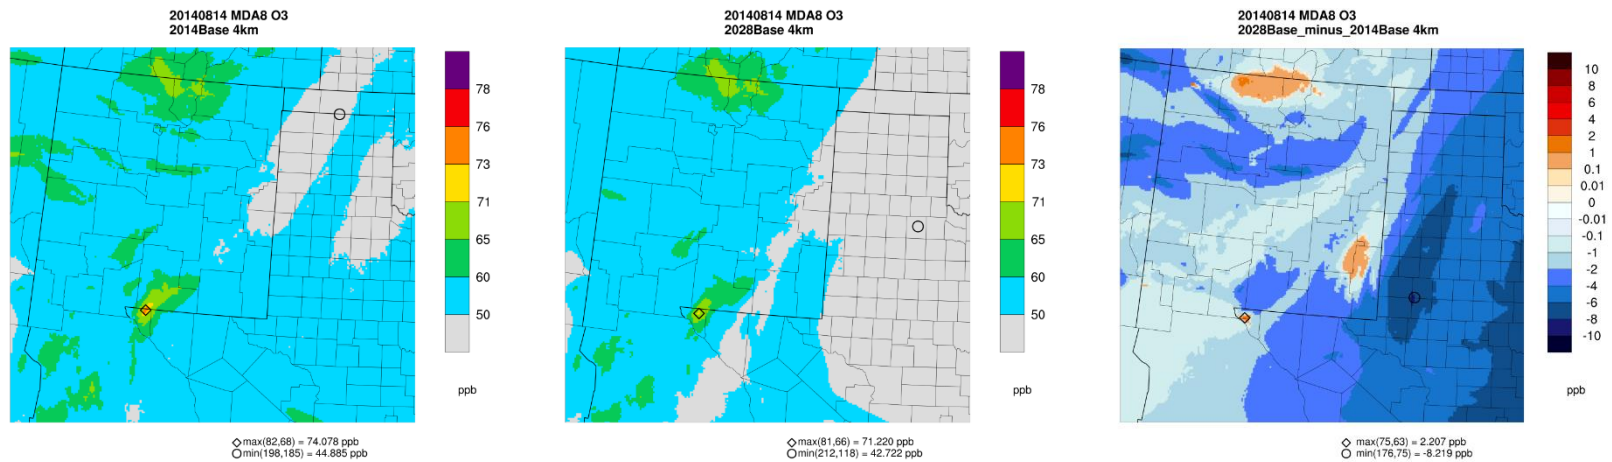 20140814 MDA8 O3
2014Base 4km
78
76
73
71
65
60
50
ppb
max(82,68) = 74.078 ppb
min(198,185) = 44.885 ppb
20140814 MDA8 O3
2028Base 4km
78
76
73
71
65
60
50
ppb
max(81,66) = 71.220 ppb
min(212,118) = 42.722 ppb
20140814 MDA8 O3
2028Base_minus_2014Base 4km
10
8
6
4
2
1
0.1
0.01
0
-0.01
-0.1
-1
-2
-4
-6
-8
-10
ppb
max(75,63) = 2.207 ppb
min(176,75) = -8.219 ppb